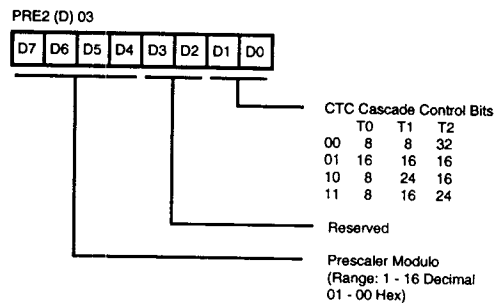 PRE2 (D) 03
D7 D6 D5 D4 D3 D2 D1 D0
CTC Cascade Control Bits
T0 T1 T2
00 8 8 32
01 16 16 16
10 8 24 16
11 8 16 24
Reserved
Prescaler Modulo
(Range: 1 - 16 Decimal
01 - 00 Hex)